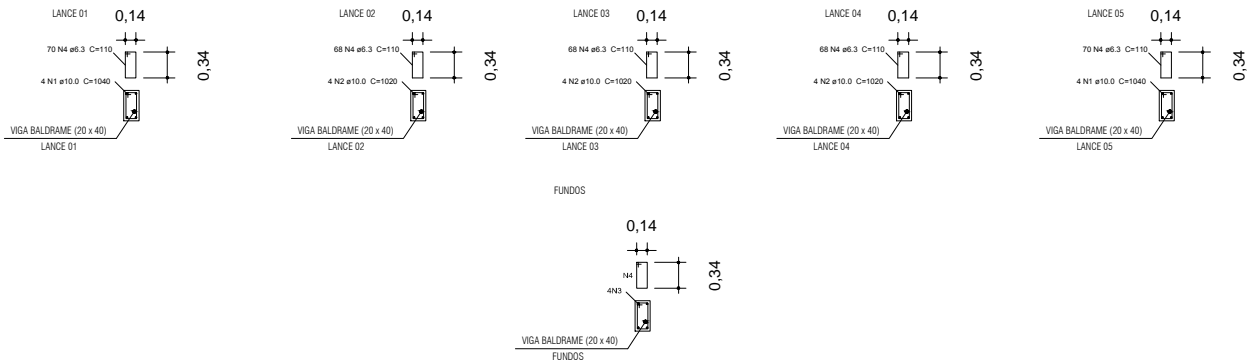 LANCE 01
0,14
70 N4 ø6.3 C=110
0,34
4 N1 ø10.0 C=1040
VIGA BALDRAME (20 x 40)
LANCE 01
LANCE 02
0,14
68 N4 ø6.3 C=110
0,34
4 N2 ø10.0 C=1020
VIGA BALDRAME (20 x 40)
LANCE 02
LANCE 03
0,14
68 N4 ø6.3 C=110
0,34
4 N2 ø10.0 C=1020
VIGA BALDRAME (20 x 40)
LANCE 03
LANCE 04
0,14
68 N4 ø6.3 C=110
0,34
4 N2 ø10.0 C=1020
VIGA BALDRAME (20 x 40)
LANCE 04
LANCE 05
0,14
70 N4 ø6.3 C=110
0,34
4 N1 ø10.0 C=1040
VIGA BALDRAME (20 x 40)
LANCE 05
FUNDOS
0,14
N4
0,34
4N3
VIGA BALDRAME (20 x 40)
FUNDOS